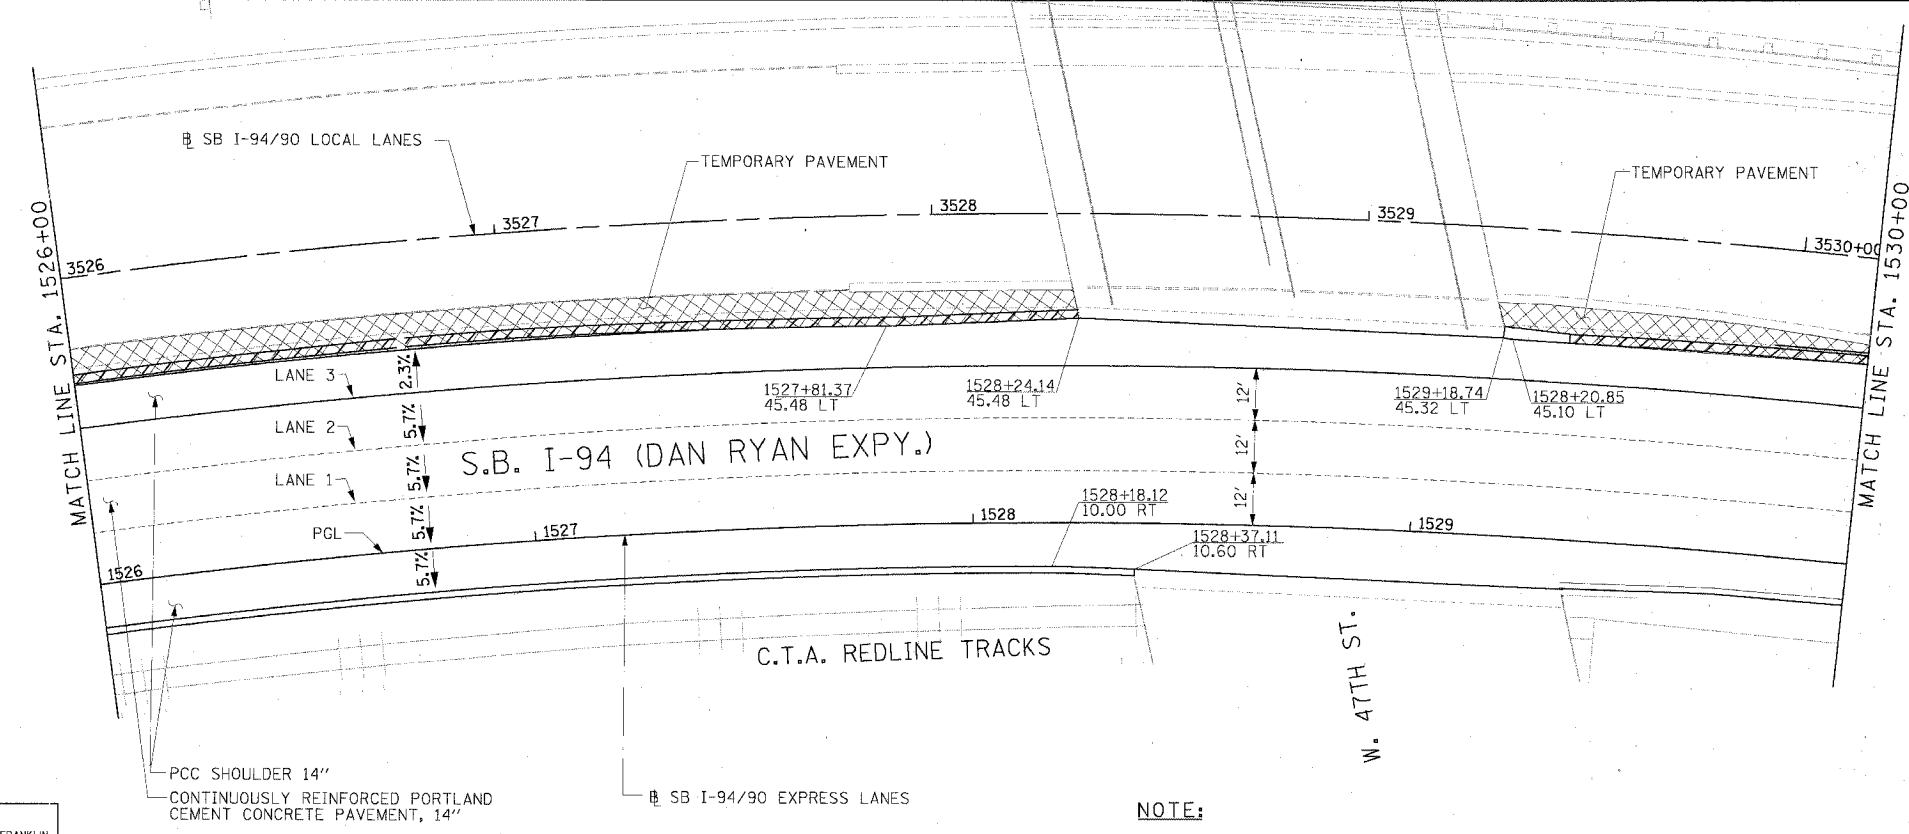 ℄ SB I-94/90 LOCAL LANES
TEMPORARY PAVEMENT
TEMPORARY PAVEMENT
MATCH LINE STA. 1526+00
3526
3527
3528
3529
3530+00
MATCH LINE STA. 1530+00
LANE 3
LANE 2
LANE 1
PGL
2.3%
5.7%
5.7%
5.7%
5.7%
S.B. I-94 (DAN RYAN EXPY.)
1527+81.37
45.48 LT
1528+24.14
45.48 LT
12'
12'
12'
1529+18.74
45.32 LT
1528+20.85
45.10 LT
1526
1527
1528
1529
1528+18.12
10.00 RT
1528+37.11
10.60 RT
C.T.A. REDLINE TRACKS
W. 47TH ST.
PCC SHOULDER 14"
CONTINUOUSLY REINFORCED PORTLAND
CEMENT CONCRETE PAVEMENT, 14"
℄ SB I-94/90 EXPRESS LANES
NOTE: